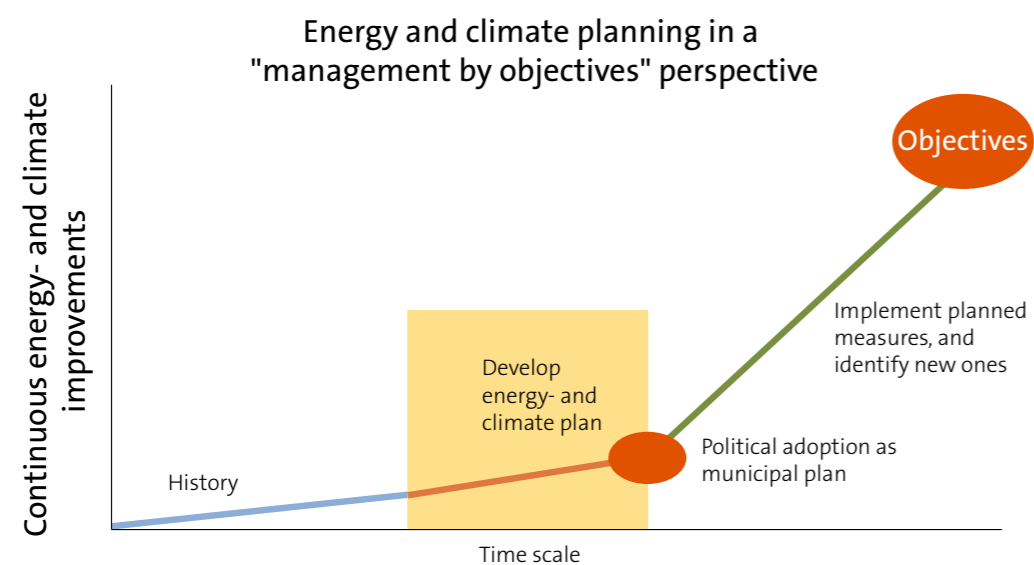 Energy and climate planning in a
"management by objectives" perspective
Continuous energy- and climate
improvements
Objectives
Implement planned
measures, and
identify new ones
Develop
energy- and
climate plan
Political adoption as
municipal plan
History
Time scale